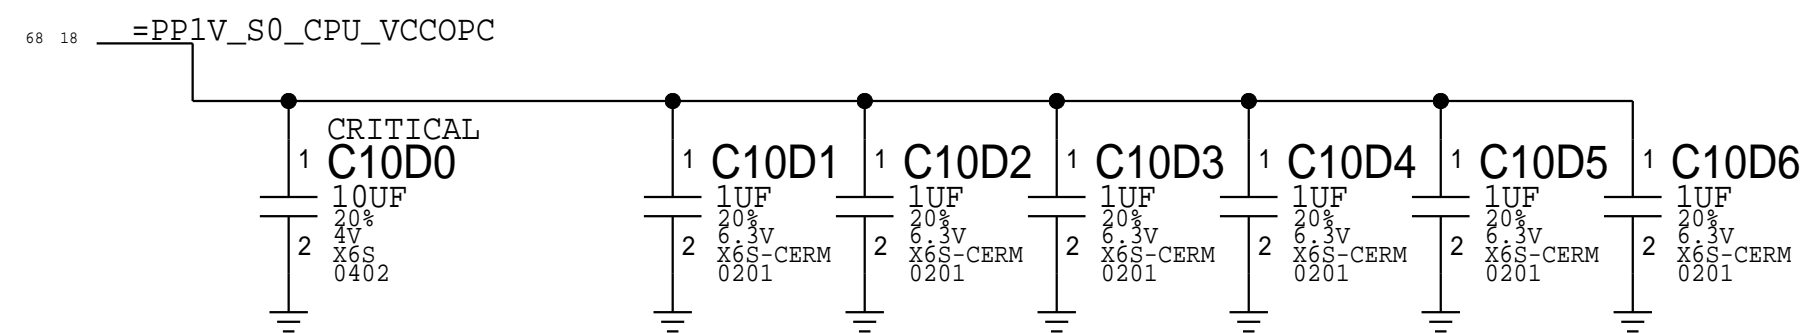 68 18 =PP1V_S0_CPU_VCCOPC
CRITICAL
1 C10D0
10UF
20%
4V
2 X6S
0402
1 C10D1
1UF
20%
6.3V
2 X6S-CERM
0201
1 C10D2
1UF
20%
6.3V
2 X6S-CERM
0201
1 C10D3
1UF
20%
6.3V
2 X6S-CERM
0201
1 C10D4
1UF
20%
6.3V
2 X6S-CERM
0201
1 C10D5
1UF
20%
6.3V
2 X6S-CERM
0201
1 C10D6
1UF
20%
6.3V
2 X6S-CERM
0201